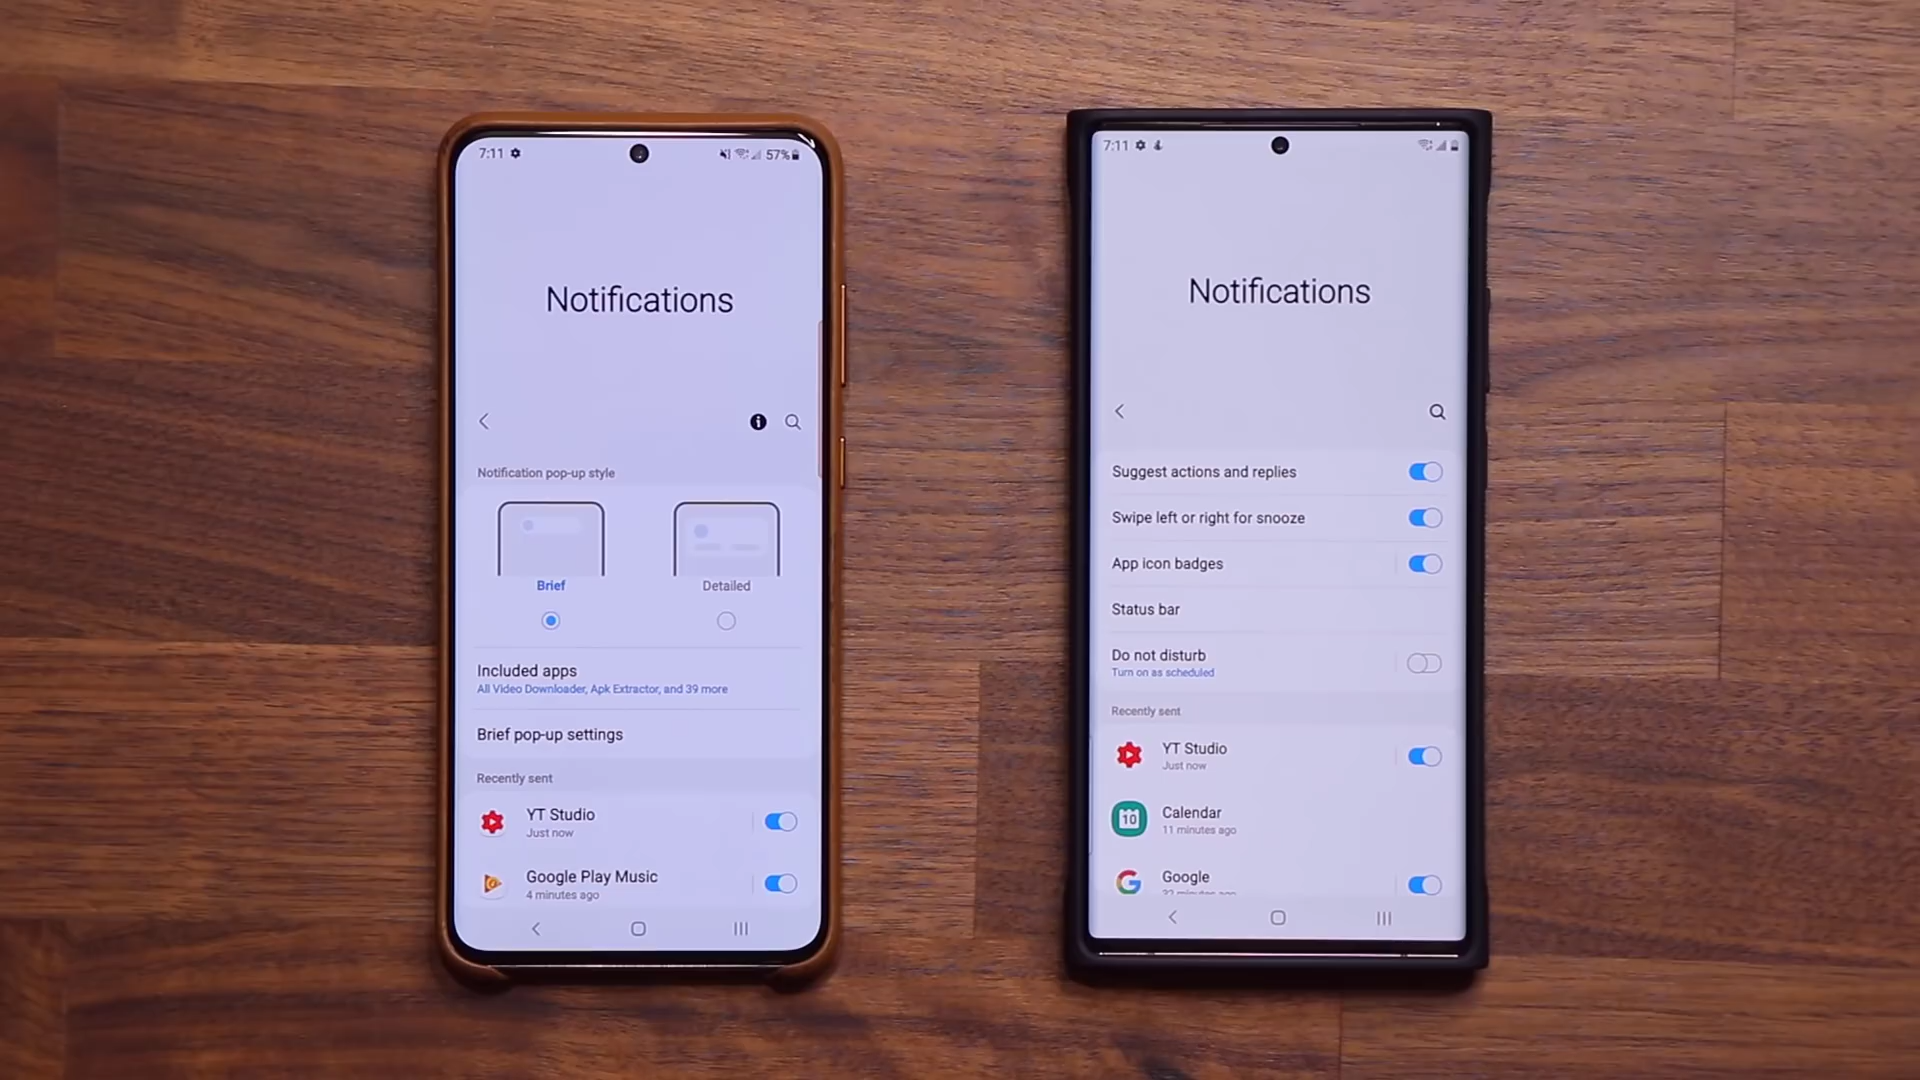 7:11
57%
Notifications
Notification pop-up style
Brief
Detailed
Included apps
All Video Downloader, Apk Extractor, and 39 more
Brief pop-up settings
Recently sent
YT Studio
Just now
Google Play Music
4 minutes ago
7:11
Notifications
Suggest actions and replies
Swipe left or right for snooze
App icon badges
Status bar
Do not disturb
Turn on as scheduled
Recently sent
YT Studio
Just now
10
Calendar
11 minutes ago
G
Google